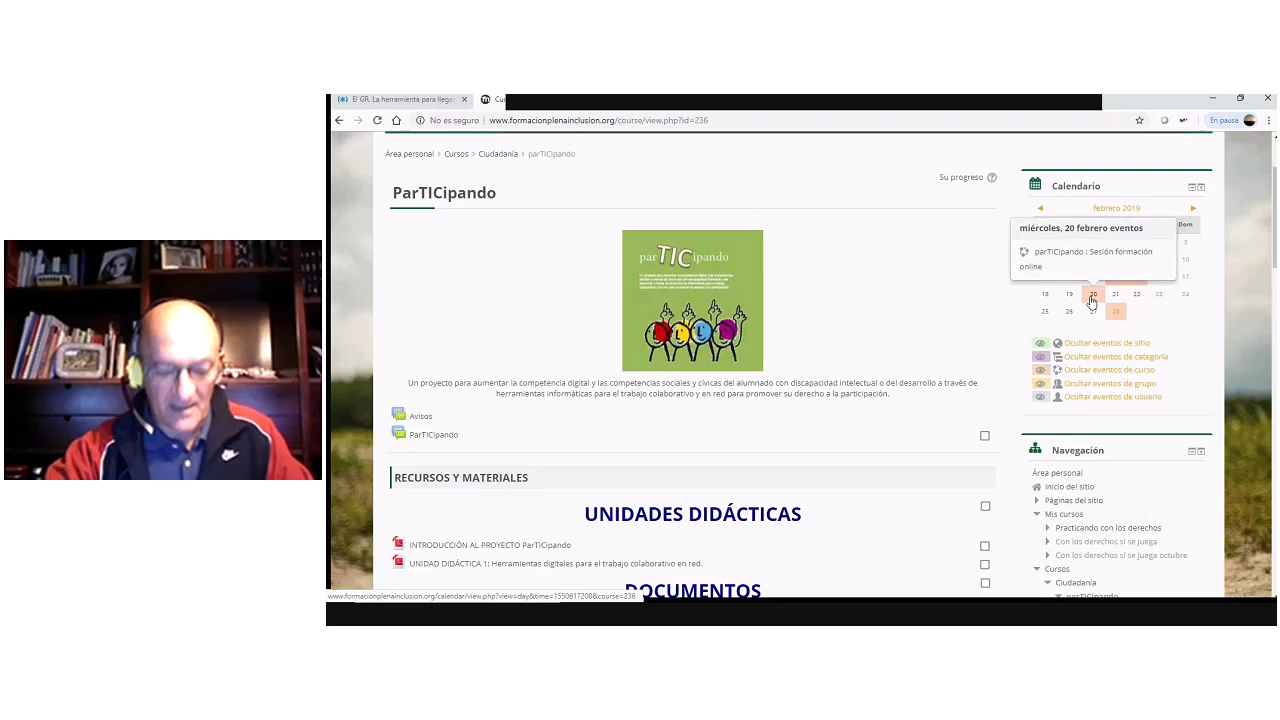 El GR. La herramienta para llega
Cu
No es seguro
www.formacionplenainclusion.org/course/view.php?id=236
En pausa
Área personal > Cursos > Ciudadanía > parTICipando
Su progreso
ParTICipando
par TIC ipando
Un proyecto para aumentar la competencia digital y las competencias sociales y cívicas del alumnado con discapacidad intelectual o del desarrollo a través de
herramientas informáticas para el trabajo colaborativo y en red para promover su derecho a la participación.
Avisos
ParTICipando
RECURSOS Y MATERIALES
UNIDADES DIDÁCTICAS
INTRODUCCIÓN AL PROYECTO ParTICipando
UNIDAD DIDÁCTICA 1: Herramientas digitales para el trabajo colaborativo en red.
DOCUMENTOS
www.formacionplenainclusion.org/calendar/view.php?view=day&time=1550617200&course=236
Calendario
febrero 2019
Dom
miércoles, 20 febrero eventos
parTICipando : Sesión formación
online
3
10
17
18 19 20 21 22 23 24
25 26 27 28
Ocultar eventos de sitio
Ocultar eventos de categoría
Ocultar eventos de curso
Ocultar eventos de grupo
Ocultar eventos de usuario
Navegación
Área personal
Inicio del sitio
Páginas del sitio
Mis cursos
Practicando con los derechos
Con los derechos sí se juega
Con los derechos sí se juega octubre
Cursos
Ciudadanía
parTICipando